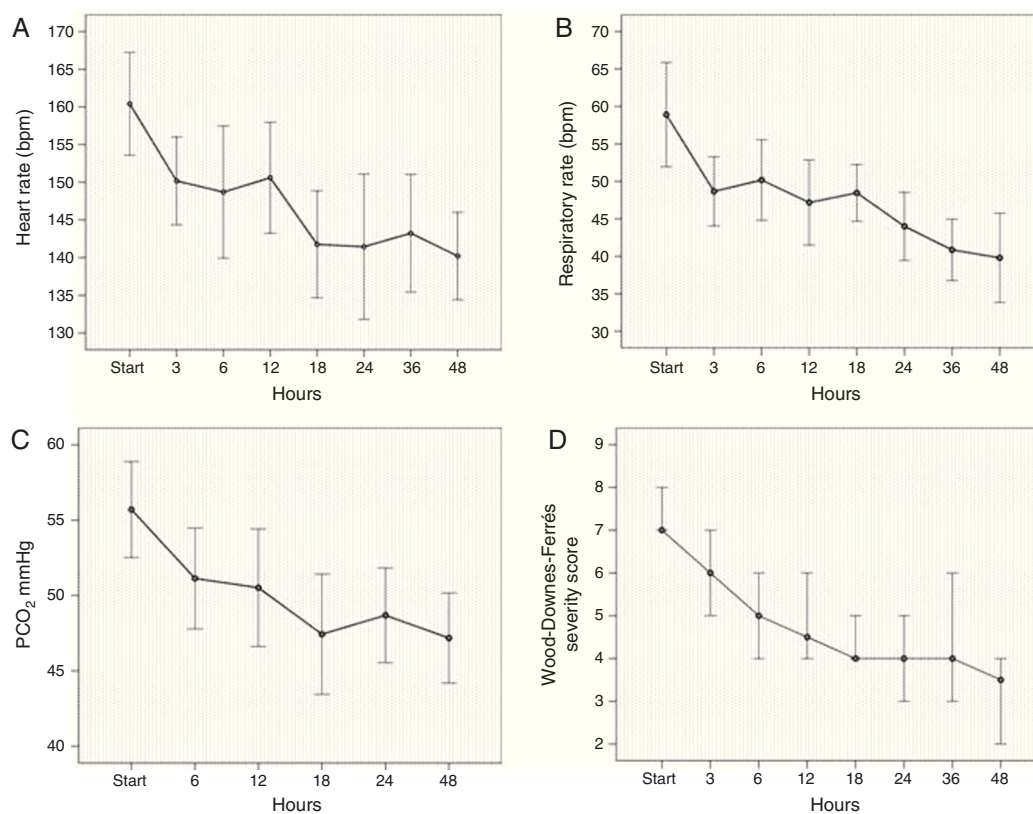 A
Heart rate (bpm)
170
165
160
155
150
145
140
135
130
Start 3 6 12 18 24 36 48
Hours
B
Respiratory rate (bpm)
70
65
60
55
50
45
40
35
30
Start 3 6 12 18 24 36 48
Hours
C
PCO₂ mmHg
60
55
50
45
40
Start 6 12 18 24 48
Hours
D
Wood-Downes-Ferrés
severity score
9
8
7
6
5
4
3
2
Start 3 6 12 18 24 36 48
Hours